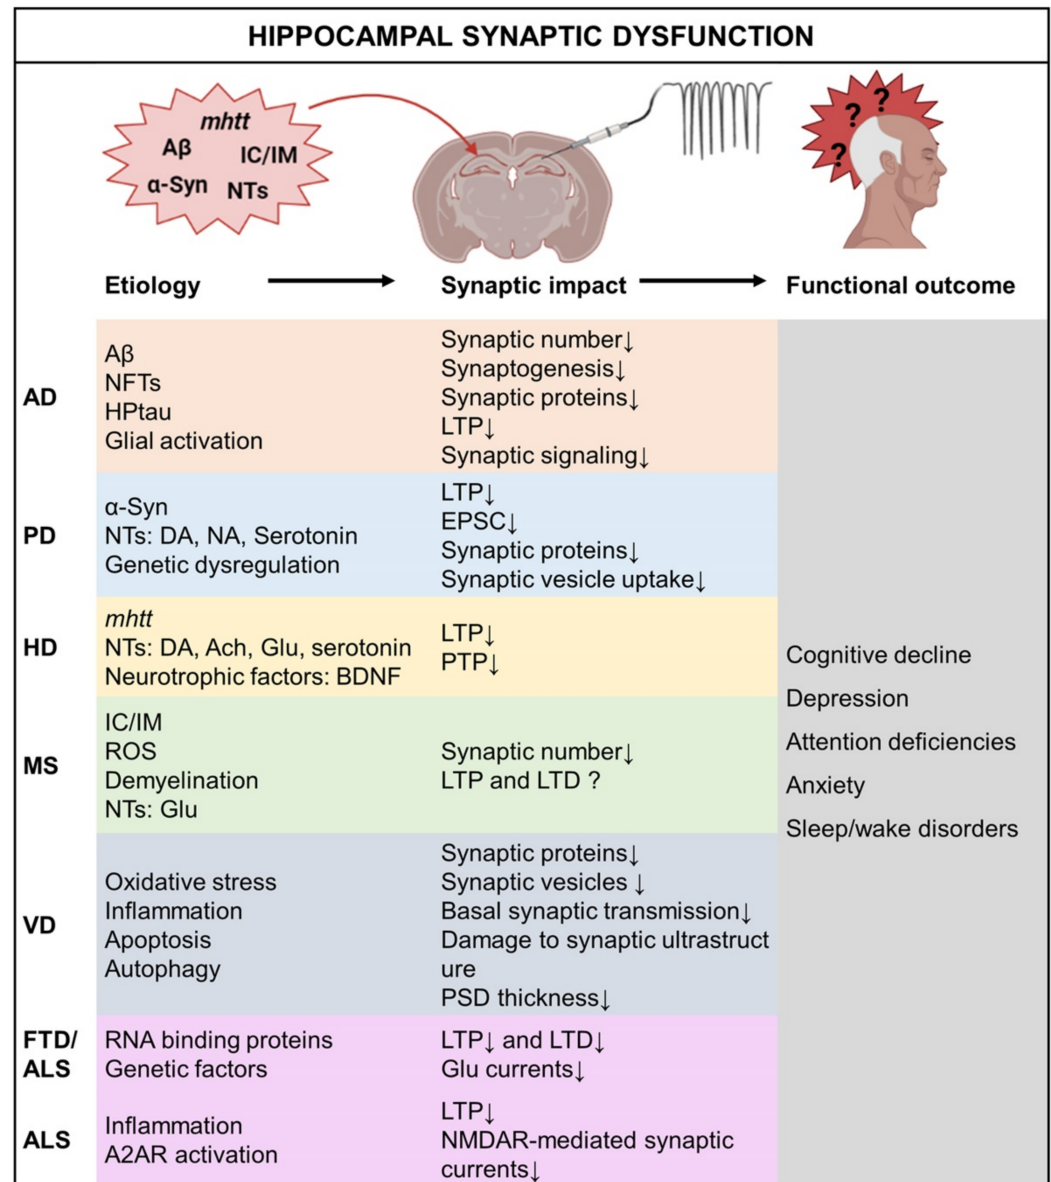 HIPPOCAMPAL SYNAPTIC DYSFUNCTION
mhtt
Aβ
IC/IM
α-Syn
NTs
?
?
?
Etiology
Synaptic impact
Functional outcome
AD
Aβ
NFTs
HPtau
Glial activation
Synaptic number↓
Synaptogenesis↓
Synaptic proteins↓
LTP↓
Synaptic signaling↓
PD
α-Syn
NTs: DA, NA, Serotonin
Genetic dysregulation
LTP↓
EPSC↓
Synaptic proteins↓
Synaptic vesicle uptake↓
HD
mhtt
NTs: DA, Ach, Glu, serotonin
Neurotrophic factors: BDNF
LTP↓
PTP↓
MS
IC/IM
ROS
Demyelination
NTs: Glu
Synaptic number↓
LTP and LTD ?
VD
Oxidative stress
Inflammation
Apoptosis
Autophagy
Synaptic proteins↓
Synaptic vesicles ↓
Basal synaptic transmission↓
Damage to synaptic ultrastruct
ure
PSD thickness↓
FTD/
ALS
RNA binding proteins
Genetic factors
LTP↓ and LTD↓
Glu currents↓
ALS
Inflammation
A2AR activation
LTP↓
NMDAR-mediated synaptic
currents↓
Cognitive decline
Depression
Attention deficiencies
Anxiety
Sleep/wake disorders